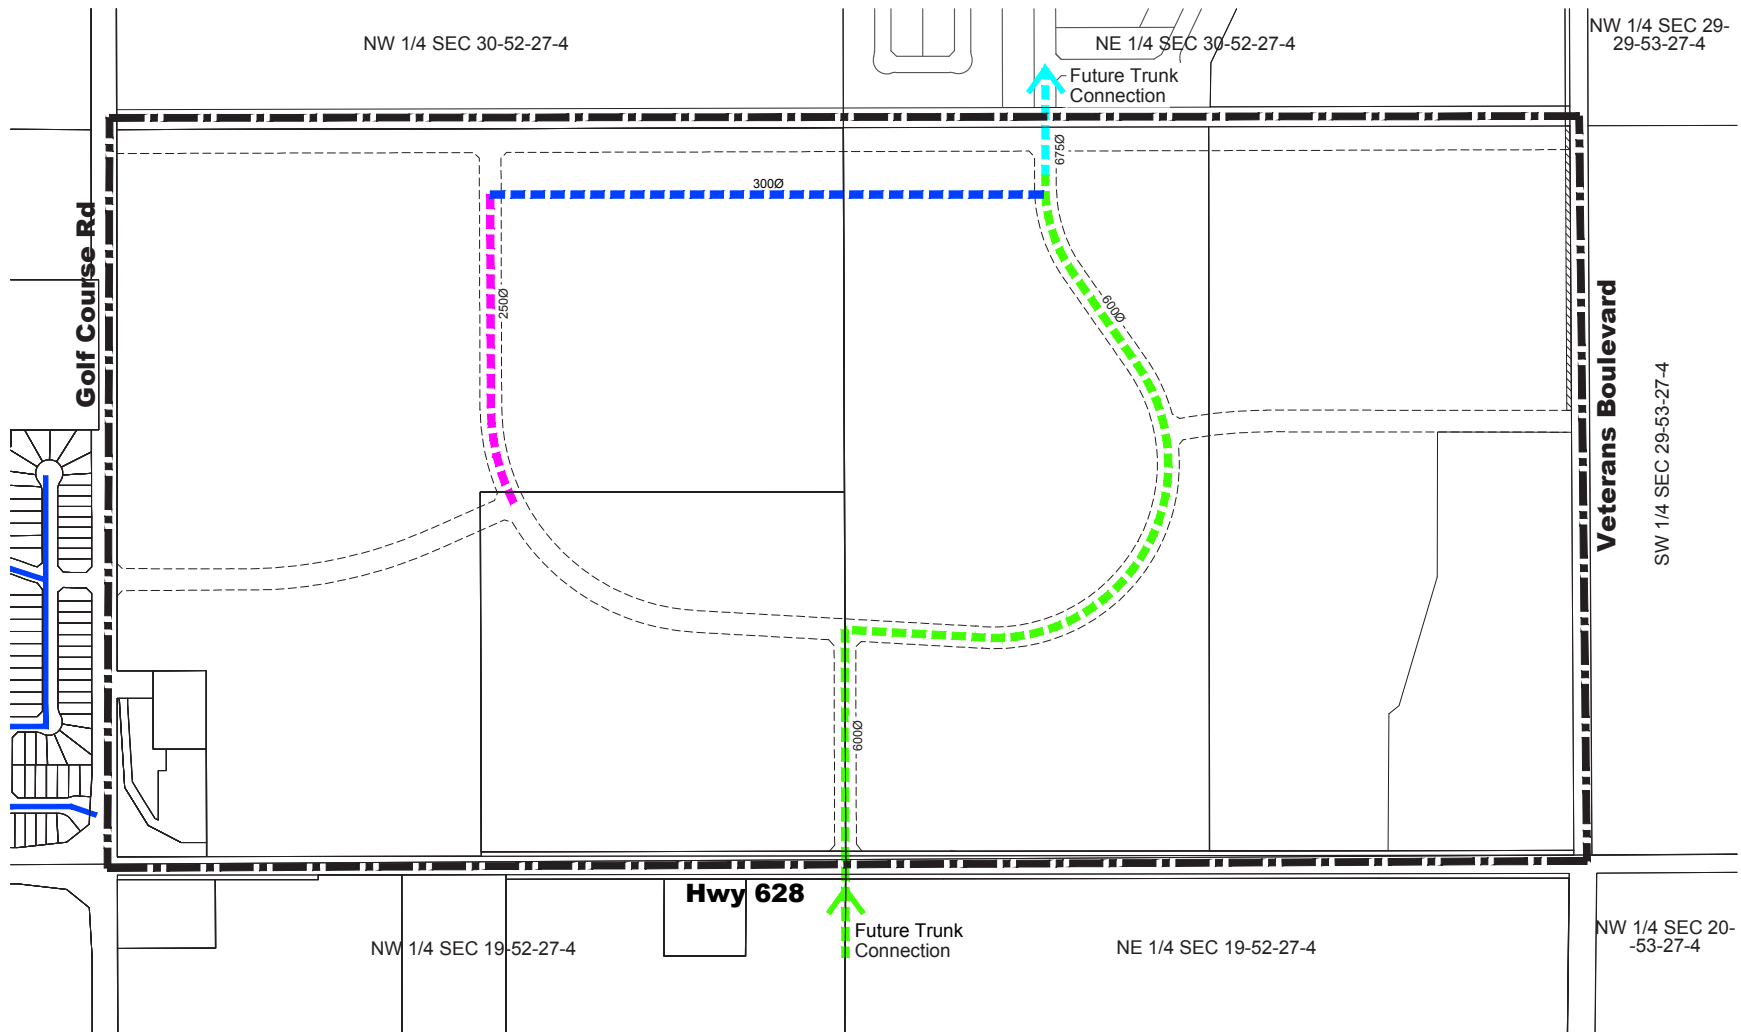 NW 1/4 SEC 30-52-27-4
NE 1/4 SEC 30-52-27-4
NW 1/4 SEC 29-
29-53-27-4
Future Trunk
Connection
675Ø
300Ø
Golf Course Rd
250Ø
600Ø
Veterans Boulevard
SW 1/4 SEC 29-53-27-4
600Ø
Hwy 628
Future Trunk
Connection
NW 1/4 SEC 19-52-27-4
NE 1/4 SEC 19-52-27-4
NW 1/4 SEC 20-
-53-27-4